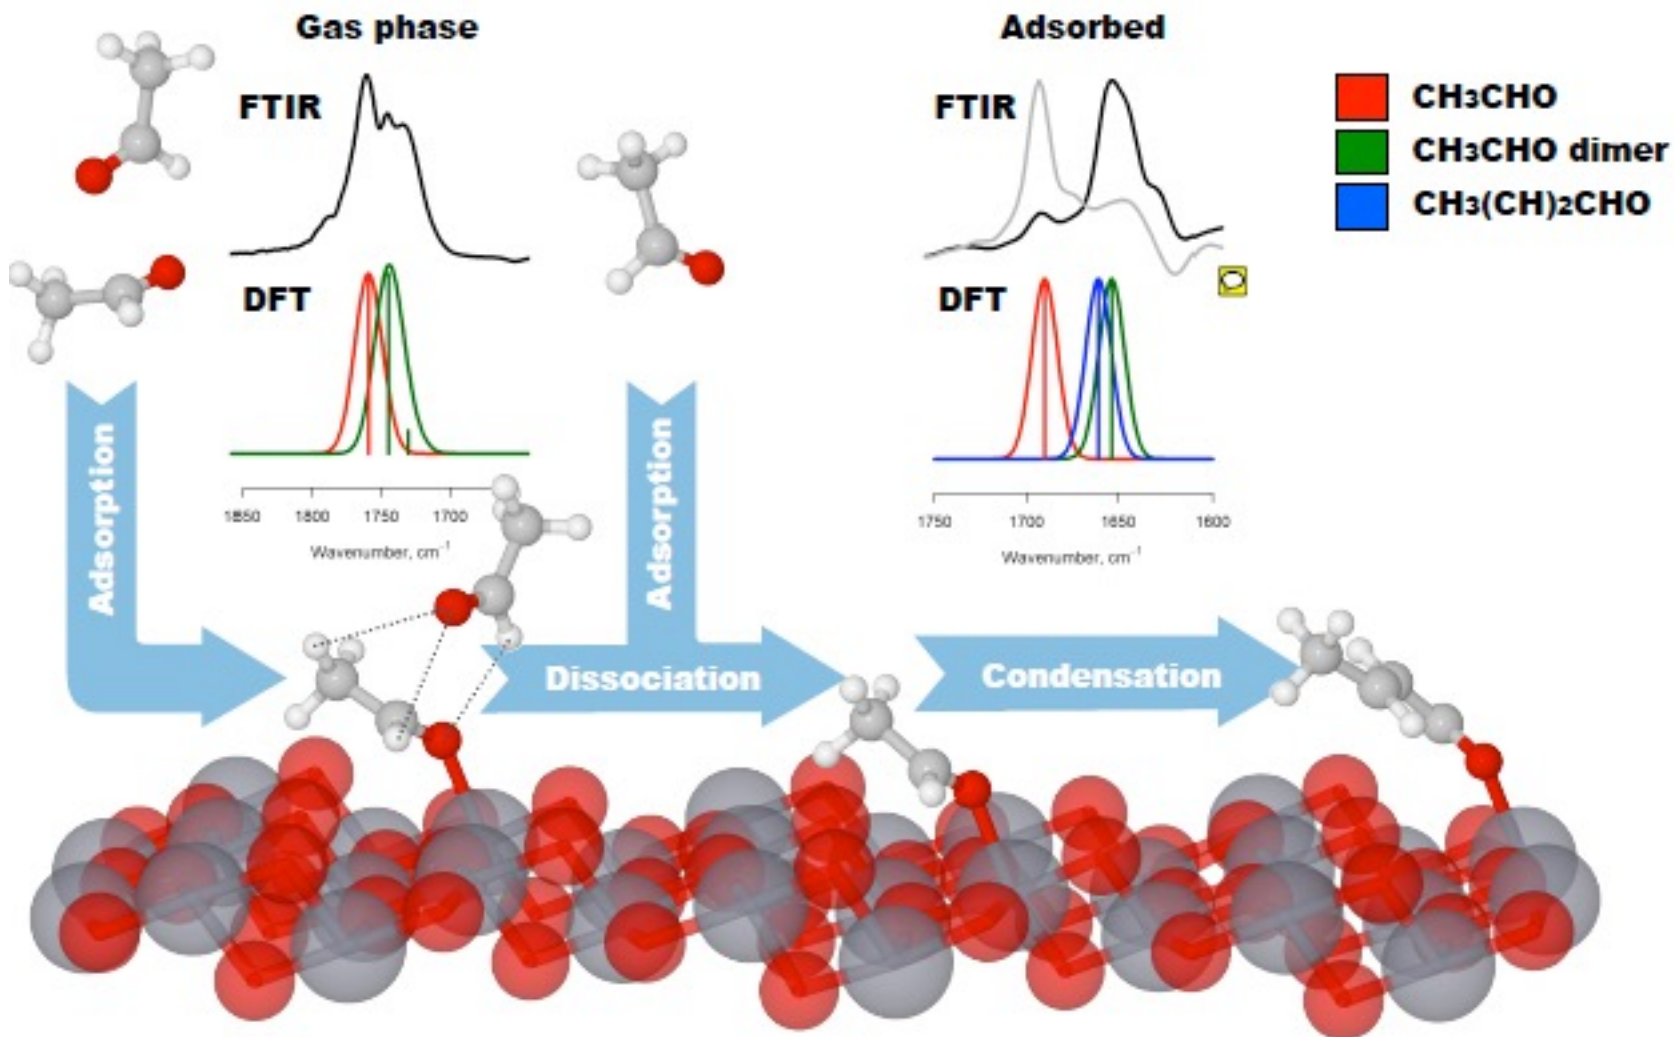 Gas phase
FTIR
DFT
1850 1800 1750 1700
Wavenumber, cm⁻¹
Adsorbed
FTIR
DFT
1750 1700 1650 1600
Wavenumber, cm⁻¹
CH₃CHO
CH₃CHO dimer
CH₃(CH)₂CHO
Adsorption
Adsorption
Dissociation
Condensation